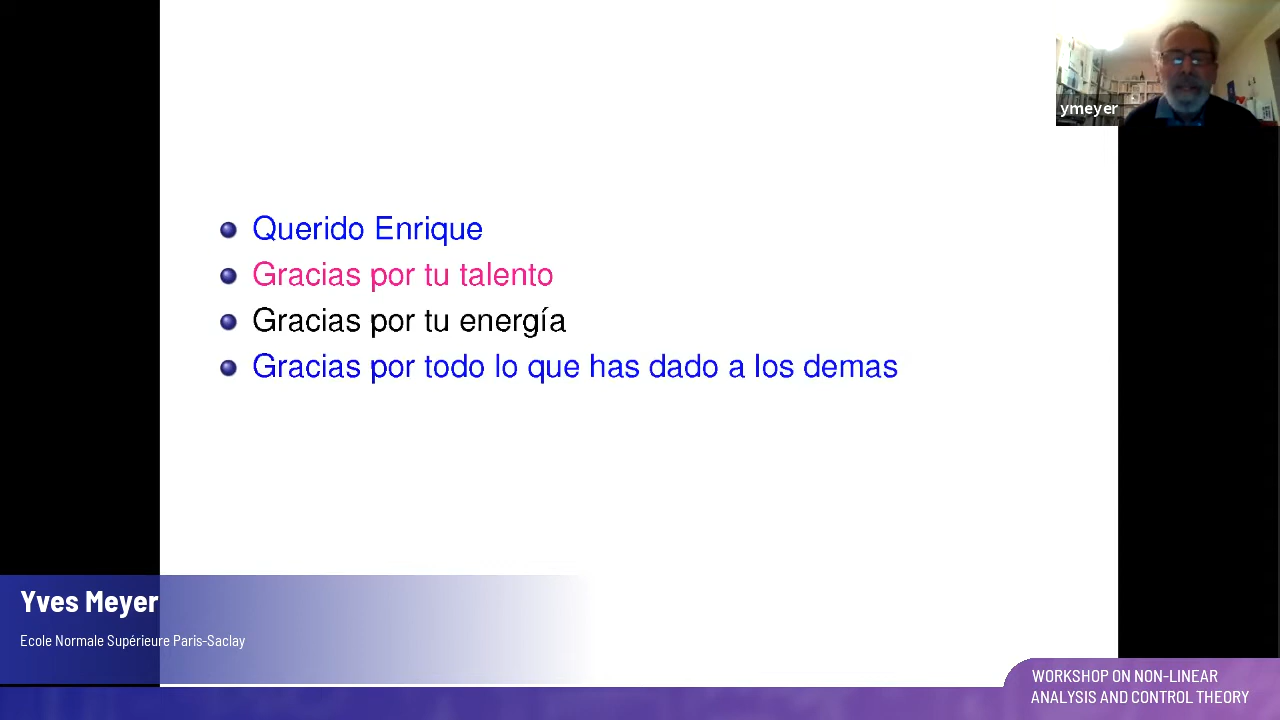 ymeyer
Querido Enrique
Gracias por tu talento
Gracias por tu energía
Gracias por todo lo que has dado a los demas
Yves Meyer
Ecole Normale Supérieure Paris-Saclay
WORKSHOP ON NON-LINEAR
ANALYSIS AND CONTROL THEORY